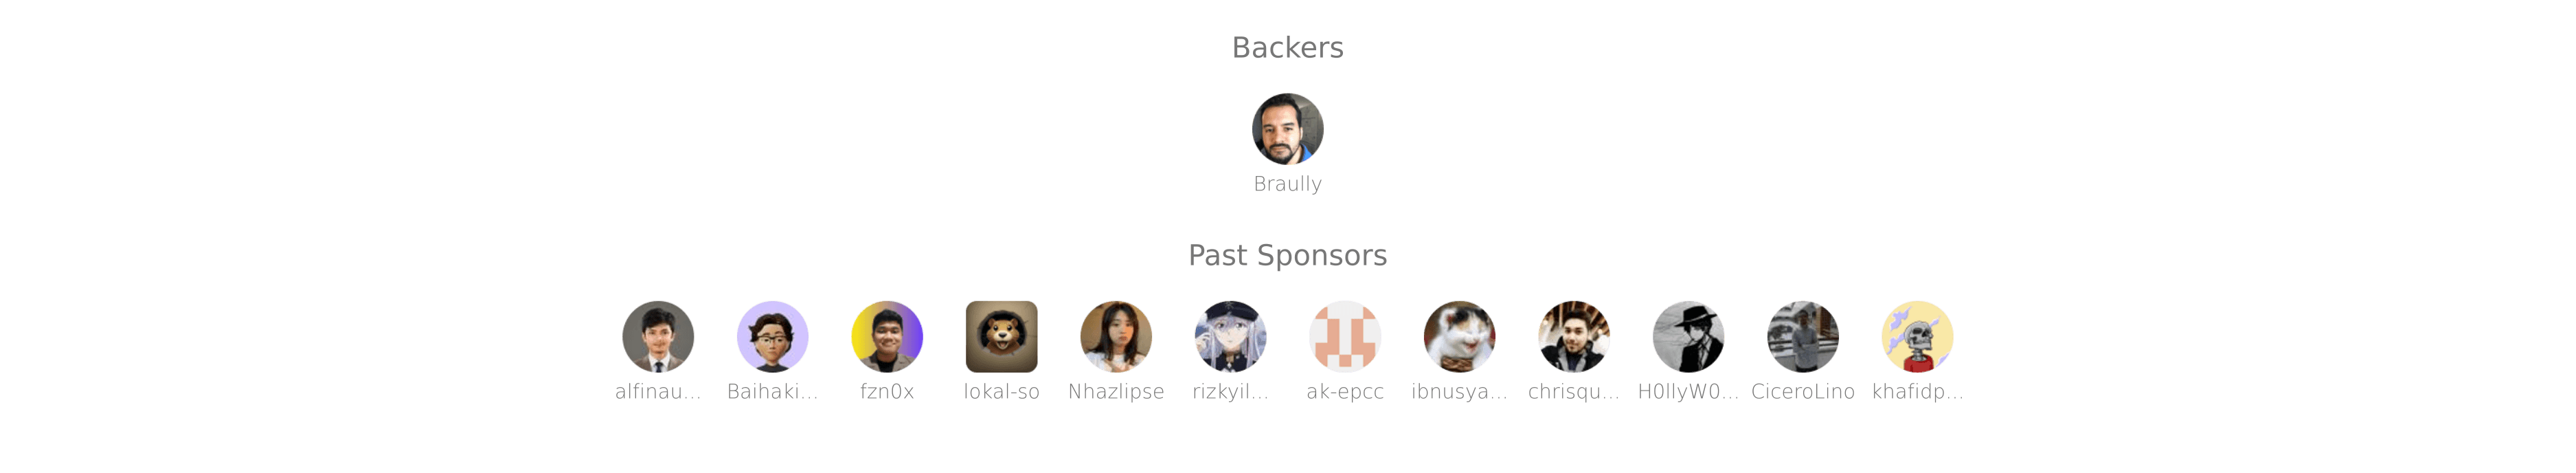 Backers
Braully
Past Sponsors
alfinau... Baihaki... fzn0x lokal-so Nhazlipse rizkyil... ak-epcc ibnusya... chrisqu... H0llyW0... CiceroLino khafidp...